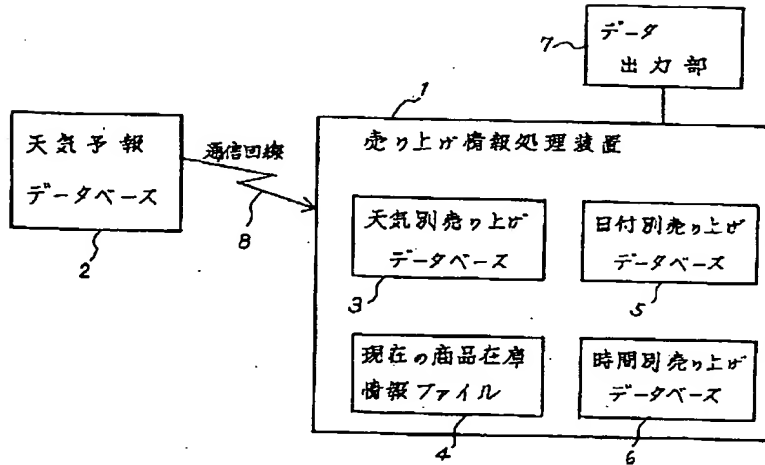 7
データ
出力部
1
売り上げ情報処理装置
天気予報
データベース
2
通信回線
8
天気別売り上げ
データベース
3
日付別売り上げ
データベース
5
現在の商品在庫
情報ファイル
4
時間別売り上げ
データベース
6